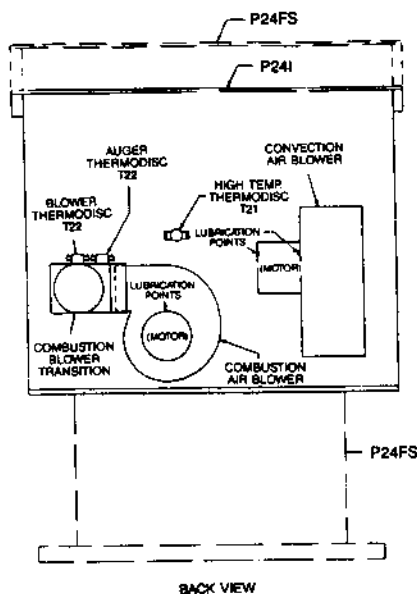 P24FS
P24I
AUGER
THERMODISC
T22
CONVECTION
AIR BLOWER
HIGH TEMP.
THERMODISC
T21
BLOWER
THERMODISC
T22
LUBRICATION
POINTS
(MOTOR)
LUBRICATION
POINTS
(MOTOR)
COMBUSTION
BLOWER
TRANSITION
COMBUSTION
AIR BLOWER
P24FS
BACK VIEW